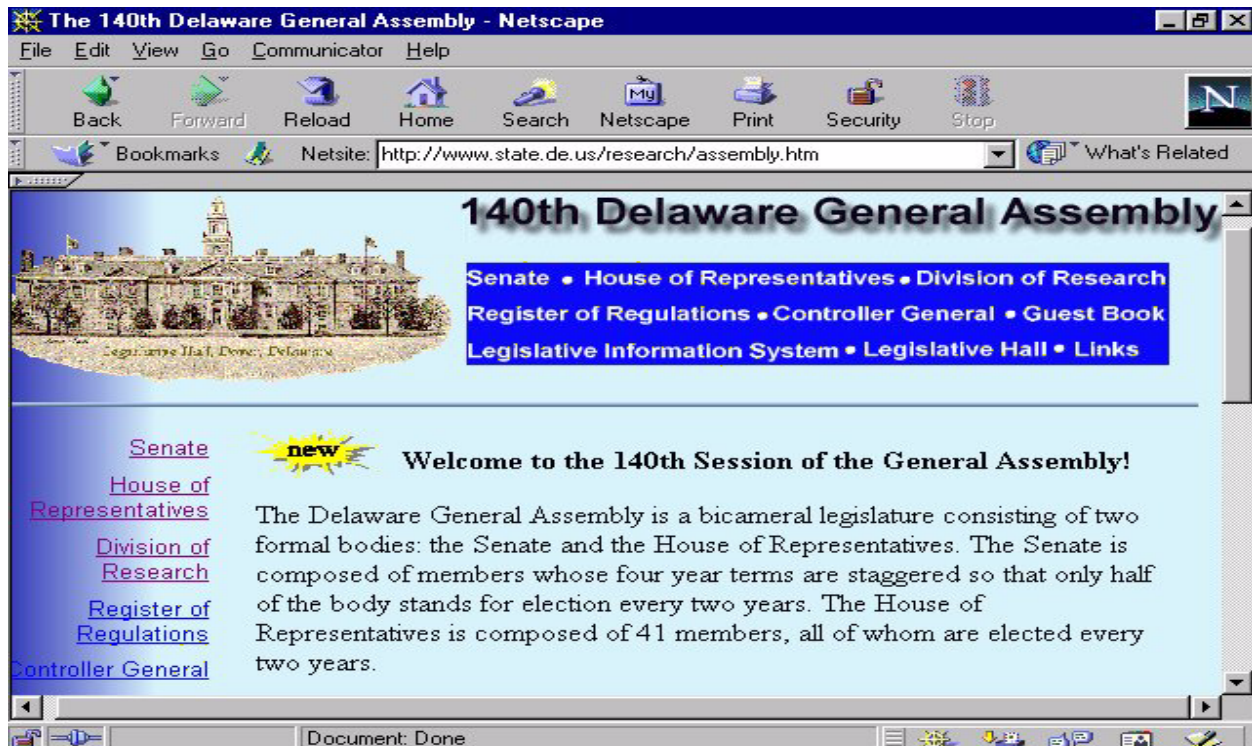 The 140th Delaware General Assembly - Netscape
File Edit View Go Communicator Help
My
N
Back Forward Reload Home Search Netscape Print Security Stop
Bookmarks Netsite: http://www.state.de.us/research/assembly.htm What's Related
140th Delaware General Assembly
Senate • House of Representatives • Division of Research
Register of Regulations • Controller General • Guest Book
Legislative Information System • Legislative Hall • Links
Legislative Hall, Dover, Delaware
Senate
House of
Representatives
Division of
Research
Register of
Regulations
Controller General
new
Welcome to the 140th Session of the General Assembly!
The Delaware General Assembly is a bicameral legislature consisting of two
formal bodies: the Senate and the House of Representatives. The Senate is
composed of members whose four year terms are staggered so that only half
of the body stands for election every two years. The House of
Representatives is composed of 41 members, all of whom are elected every
two years.
Document: Done